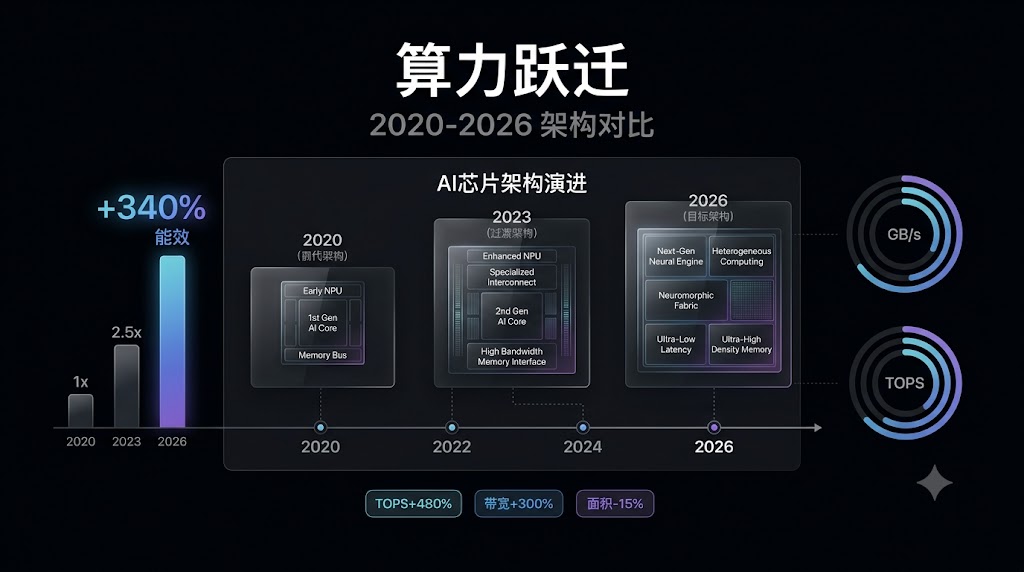 算力跃迁
2020-2026 架构对比
+340%
能效
1x
2.5x
2020
2023
2026
AI芯片架构演进
2020
Early NPU
1st Gen
AI Core
Memory Bus
2023
Enhanced NPU
Specialized
Interconnect
2nd Gen
AI Core
High Bandwidth
Memory Interface
2026
(目标架构)
Next-Gen
Neural Engine
Heterogeneous
Computing
Neuromorphic
Fabric
Ultra-Low
Latency
Ultra-High
Density Memory
2020
2022
2024
2026
GB/s
TOPS
TOPS+480%
带宽+300%
面积-15%